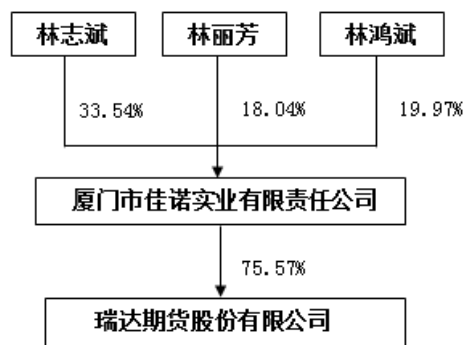 林志斌 林丽芳 林鸿斌
33.54% 18.04% 19.97%
厦门市佳诺实业有限责任公司
75.57%
瑞达期货股份有限公司